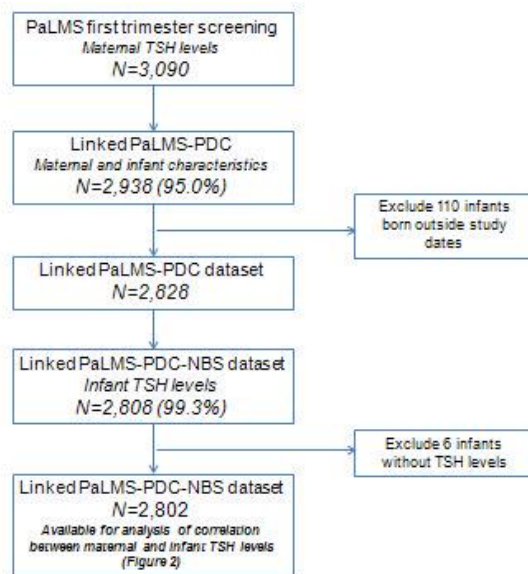 PaLMS first trimester screening
Maternal TSH levels
N=3,090
Linked PaLMS-PDC
Maternal and infant characteristics
N=2,938 (95.0%)
Exclude 110 infants
born outside study
dates
Linked PaLMS-PDC dataset
N=2,828
Linked PaLMS-PDC-NBS dataset
Infant TSH levels
N=2,808 (99.3%)
Exclude 6 infants
without TSH levels
Linked PaLMS-PDC-NBS dataset
N=2,802
Available for analysis of correlation
between maternal and infant TSH levels
(Figure 2)